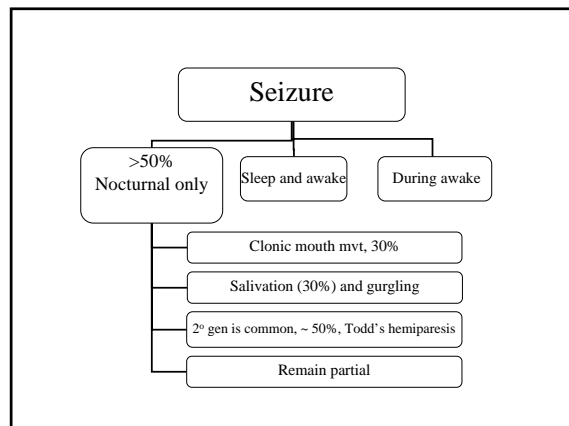 Seizure
>50%
Nocturnal only
Sleep and awake
During awake
Clonic mouth mvt, 30%
Salivation (30%) and gurgling
2º gen is common, ~ 50%, Todd's hemiparesis
Remain partial